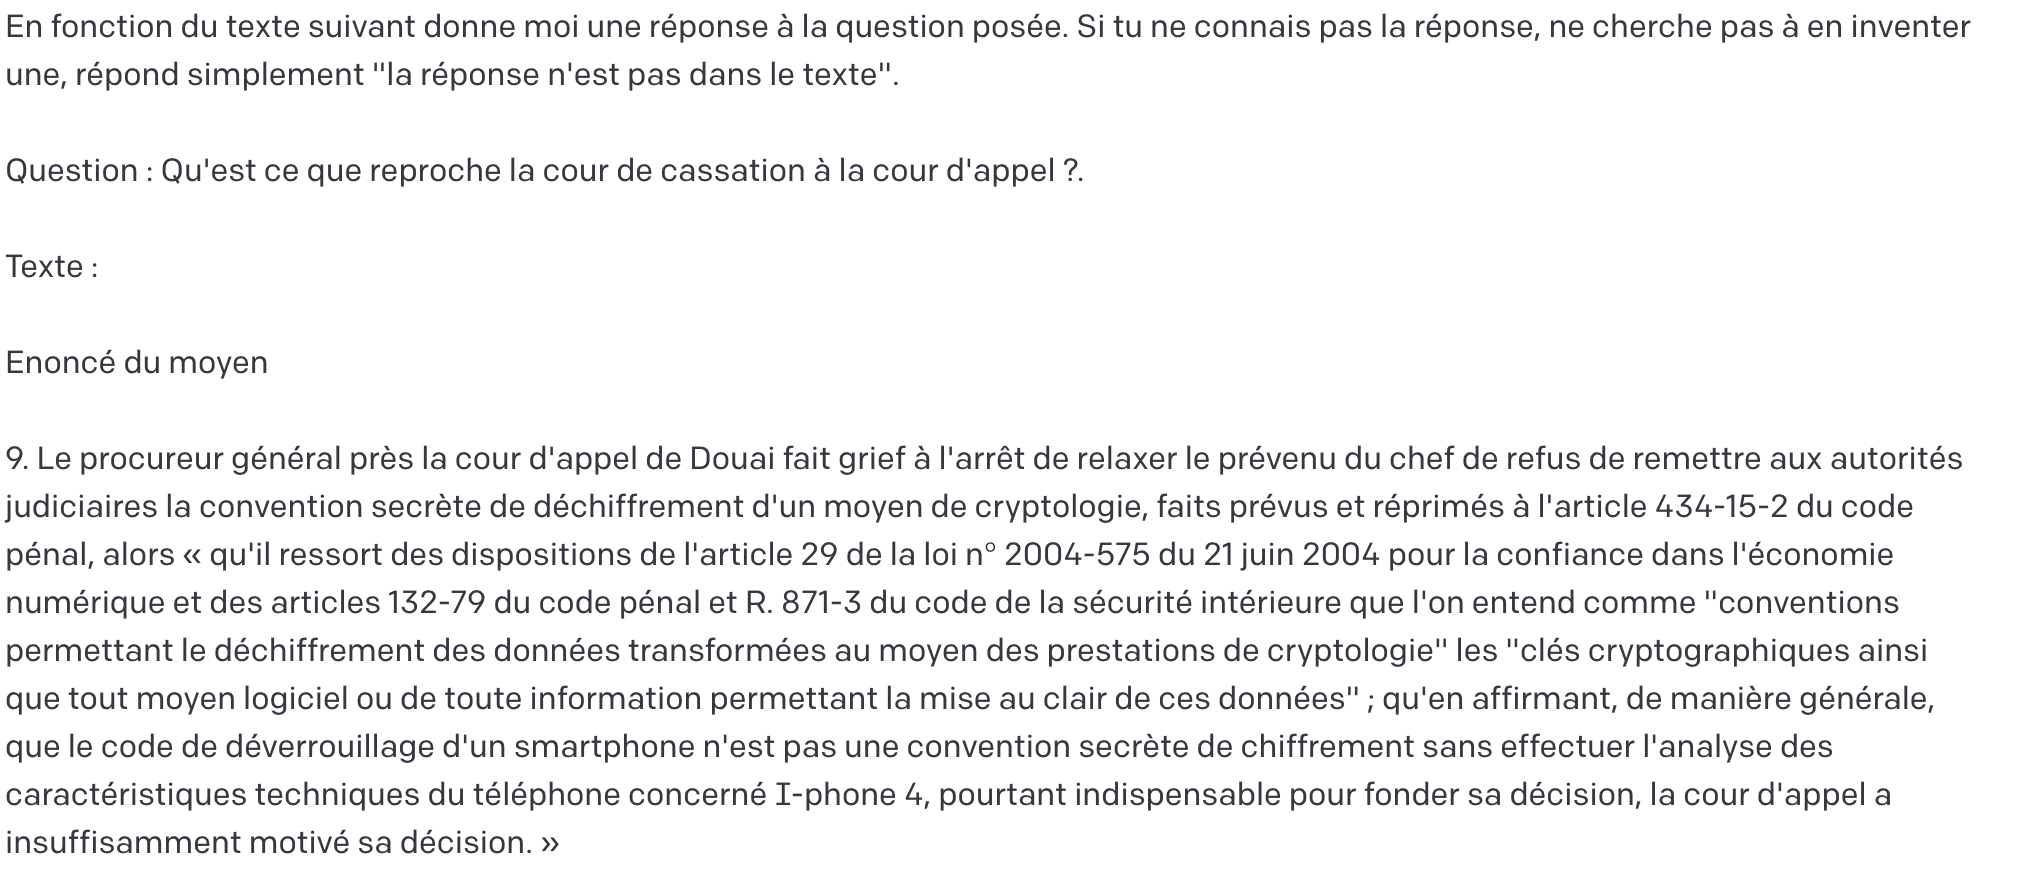 En fonction du texte suivant donne moi une réponse à la question posée. Si tu ne connais pas la réponse, ne cherche pas à en inventer
une, répond simplement "la réponse n'est pas dans le texte".
Question : Qu'est ce que reproche la cour de cassation à la cour d'appel ?.
Texte :
Enoncé du moyen
9. Le procureur général près la cour d'appel de Douai fait grief à l'arrêt de relaxer le prévenu du chef de refus de remettre aux autorités
judiciaires la convention secrète de déchiffrement d'un moyen de cryptologie, faits prévus et réprimés à l'article 434-15-2 du code
pénal, alors « qu'il ressort des dispositions de l'article 29 de la loi n° 2004-575 du 21 juin 2004 pour la confiance dans l'économie
numérique et des articles 132-79 du code pénal et R. 871-3 du code de la sécurité intérieure que l'on entend comme "conventions
permettant le déchiffrement des données transformées au moyen des prestations de cryptologie" les "clés cryptographiques ainsi
que tout moyen logiciel ou de toute information permettant la mise au clair de ces données" ; qu'en affirmant, de manière générale,
que le code de déverrouillage d'un smartphone n'est pas une convention secrète de chiffrement sans effectuer l'analyse des
caractéristiques techniques du téléphone concerné I-phone 4, pourtant indispensable pour fonder sa décision, la cour d'appel a
insuffisamment motivé sa décision. »